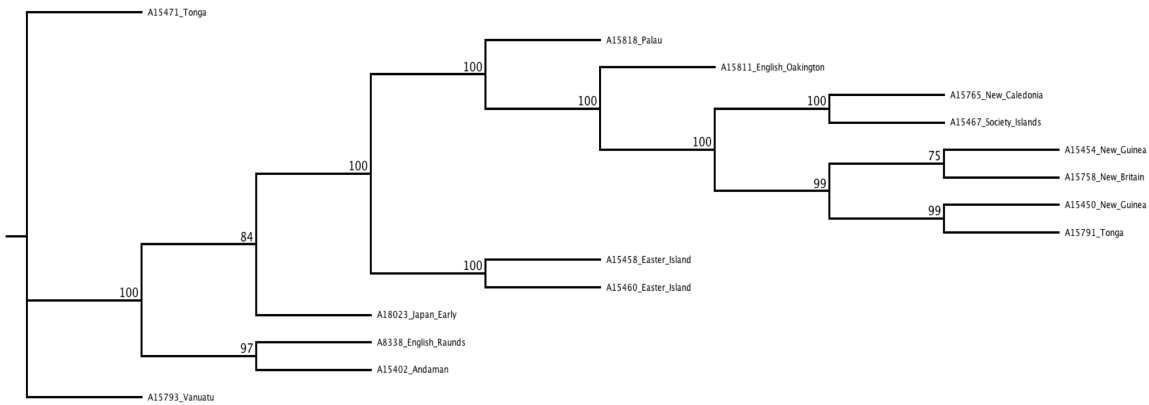 A15471_Tonga
A15818_Palau
100
A15811_English_Oakington
A15765_New_Caledonia
100
100
A15467_Society_Islands
100
A15454_New_Guinea
75
100
A15758_New_Britain
99
A15450_New_Guinea
99
A15791_Tonga
84
A15458_Easter_Island
100
A15460_Easter_Island
100
A18023_Japan_Early
A8338_English_Raunds
97
A15402_Andaman
A15793_Vanuatu